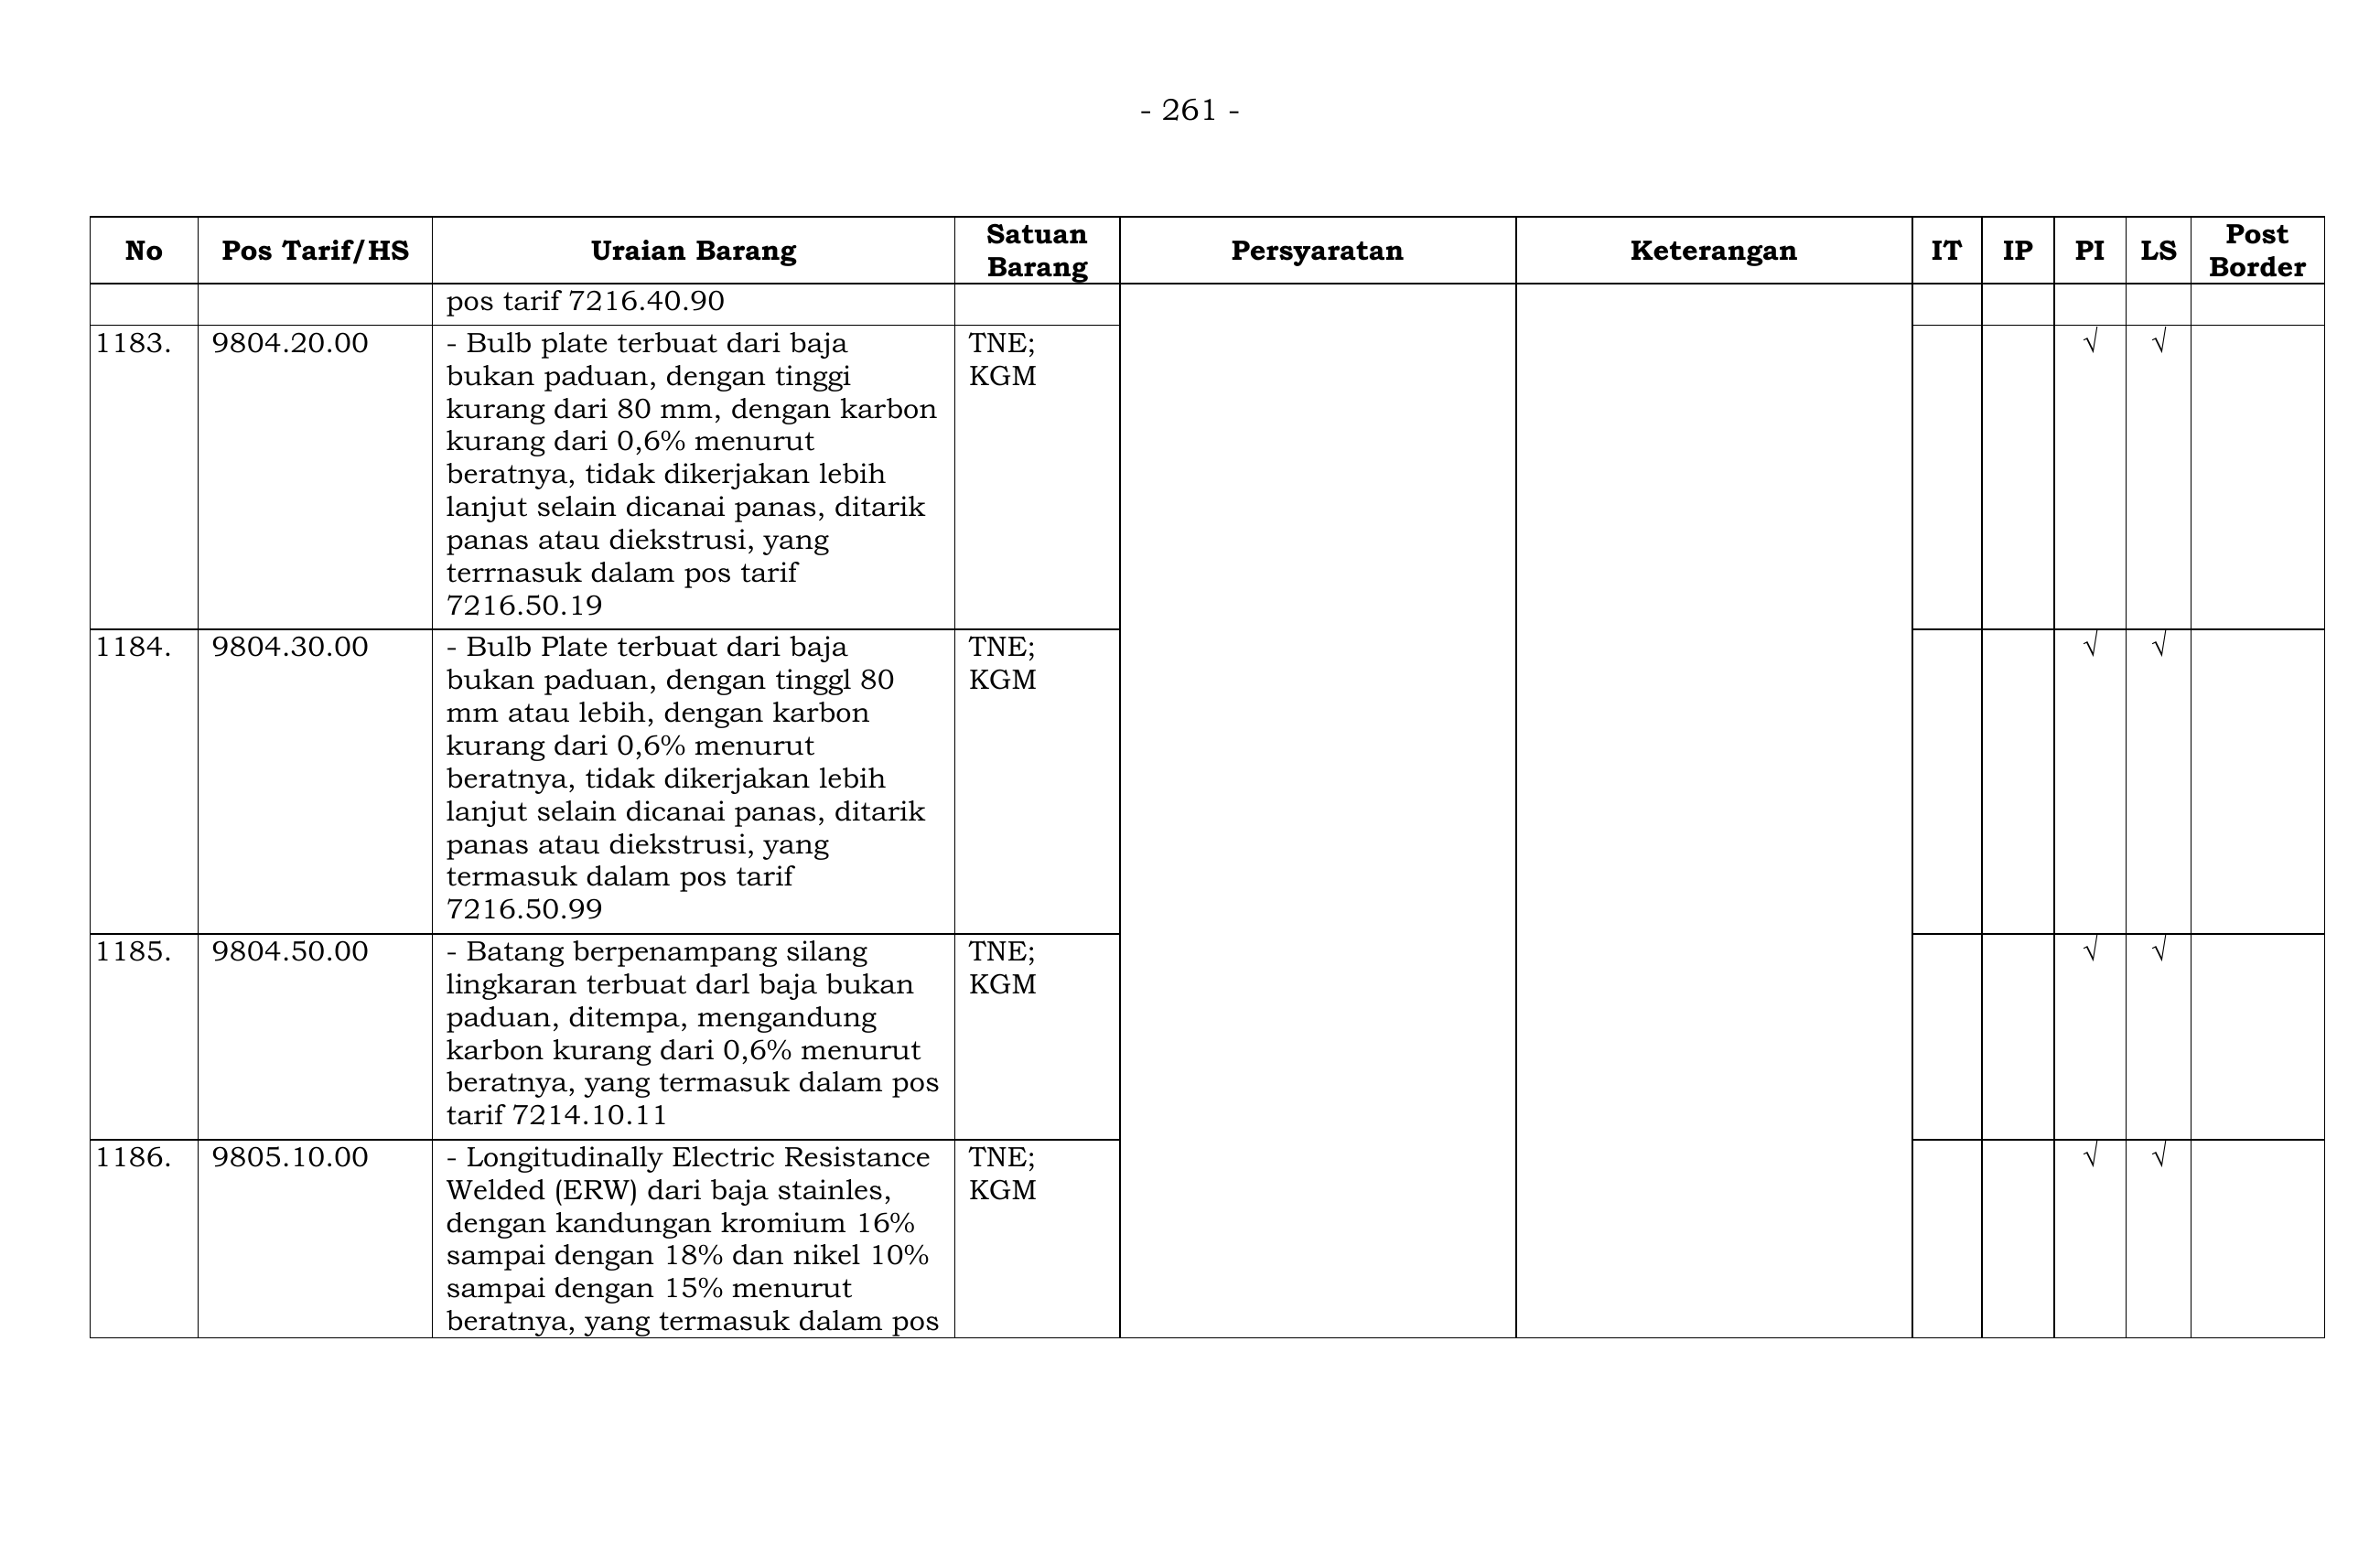 - 261 -
No Pos Tarif/HS Uraian Barang Satuan Barang Persyaratan Keterangan IT IP PI LS Post Border
pos tarif 7216.40.90
1183. 9804.20.00 - Bulb plate terbuat dari baja TNE; √ √
bukan paduan, dengan tinggi KGM
kurang dari 80 mm, dengan karbon
kurang dari 0,6% menurut
beratnya, tidak dikerjakan lebih
lanjut selain dicanai panas, ditarik
panas atau diekstrusi, yang
terrnasuk dalam pos tarif
7216.50.19
1184. 9804.30.00 - Bulb Plate terbuat dari baja TNE; √ √
bukan paduan, dengan tinggl 80 KGM
mm atau lebih, dengan karbon
kurang dari 0,6% menurut
beratnya, tidak dikerjakan lebih
lanjut selain dicanai panas, ditarik
panas atau diekstrusi, yang
termasuk dalam pos tarif
7216.50.99
1185. 9804.50.00 - Batang berpenampang silang TNE; √ √
lingkaran terbuat darl baja bukan KGM
paduan, ditempa, mengandung
karbon kurang dari 0,6% menurut
beratnya, yang termasuk dalam pos
tarif 7214.10.11
1186. 9805.10.00 - Longitudinally Electric Resistance TNE; √ √
Welded (ERW) dari baja stainles, KGM
dengan kandungan kromium 16%
sampai dengan 18% dan nikel 10%
sampai dengan 15% menurut
beratnya, yang termasuk dalam pos